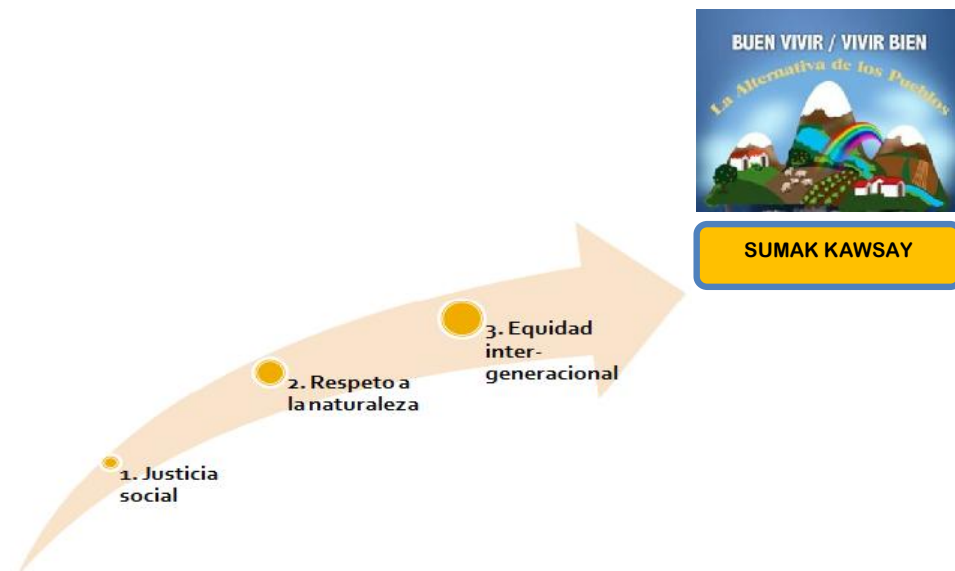 BUEN VIVIR / VIVIR BIEN
La Alternativa de los Pueblos
SUMAK KAWSAY
3. Equidad
inter-
generacional
2. Respeto a
la naturaleza
1. Justicia
social